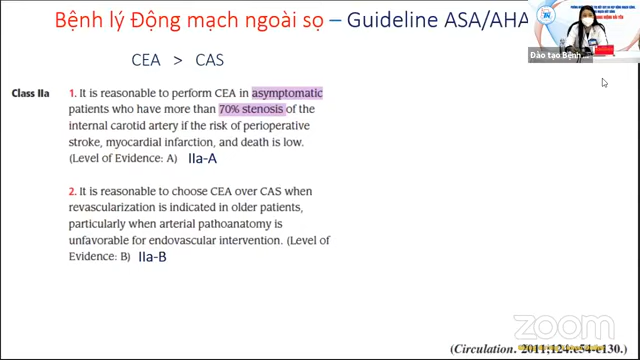 Bệnh lý Động mạch ngoài sọ – Guideline ASA/AHA
CEA > CAS
Đào tạo Bệnh
Class IIa
1. It is reasonable to perform CEA in asymptomatic
patients who have more than 70% stenosis of the
internal carotid artery if the risk of perioperative
stroke, myocardial infarction, and death is low.
(Level of Evidence: A) IIa-A
2. It is reasonable to choose CEA over CAS when
revascularization is indicated in older patients,
particularly when arterial pathoanatomy is
unfavorable for endovascular intervention. (Level of
Evidence: B) IIa-B
zoom
(Circulation. 2011;124:e54-e130.